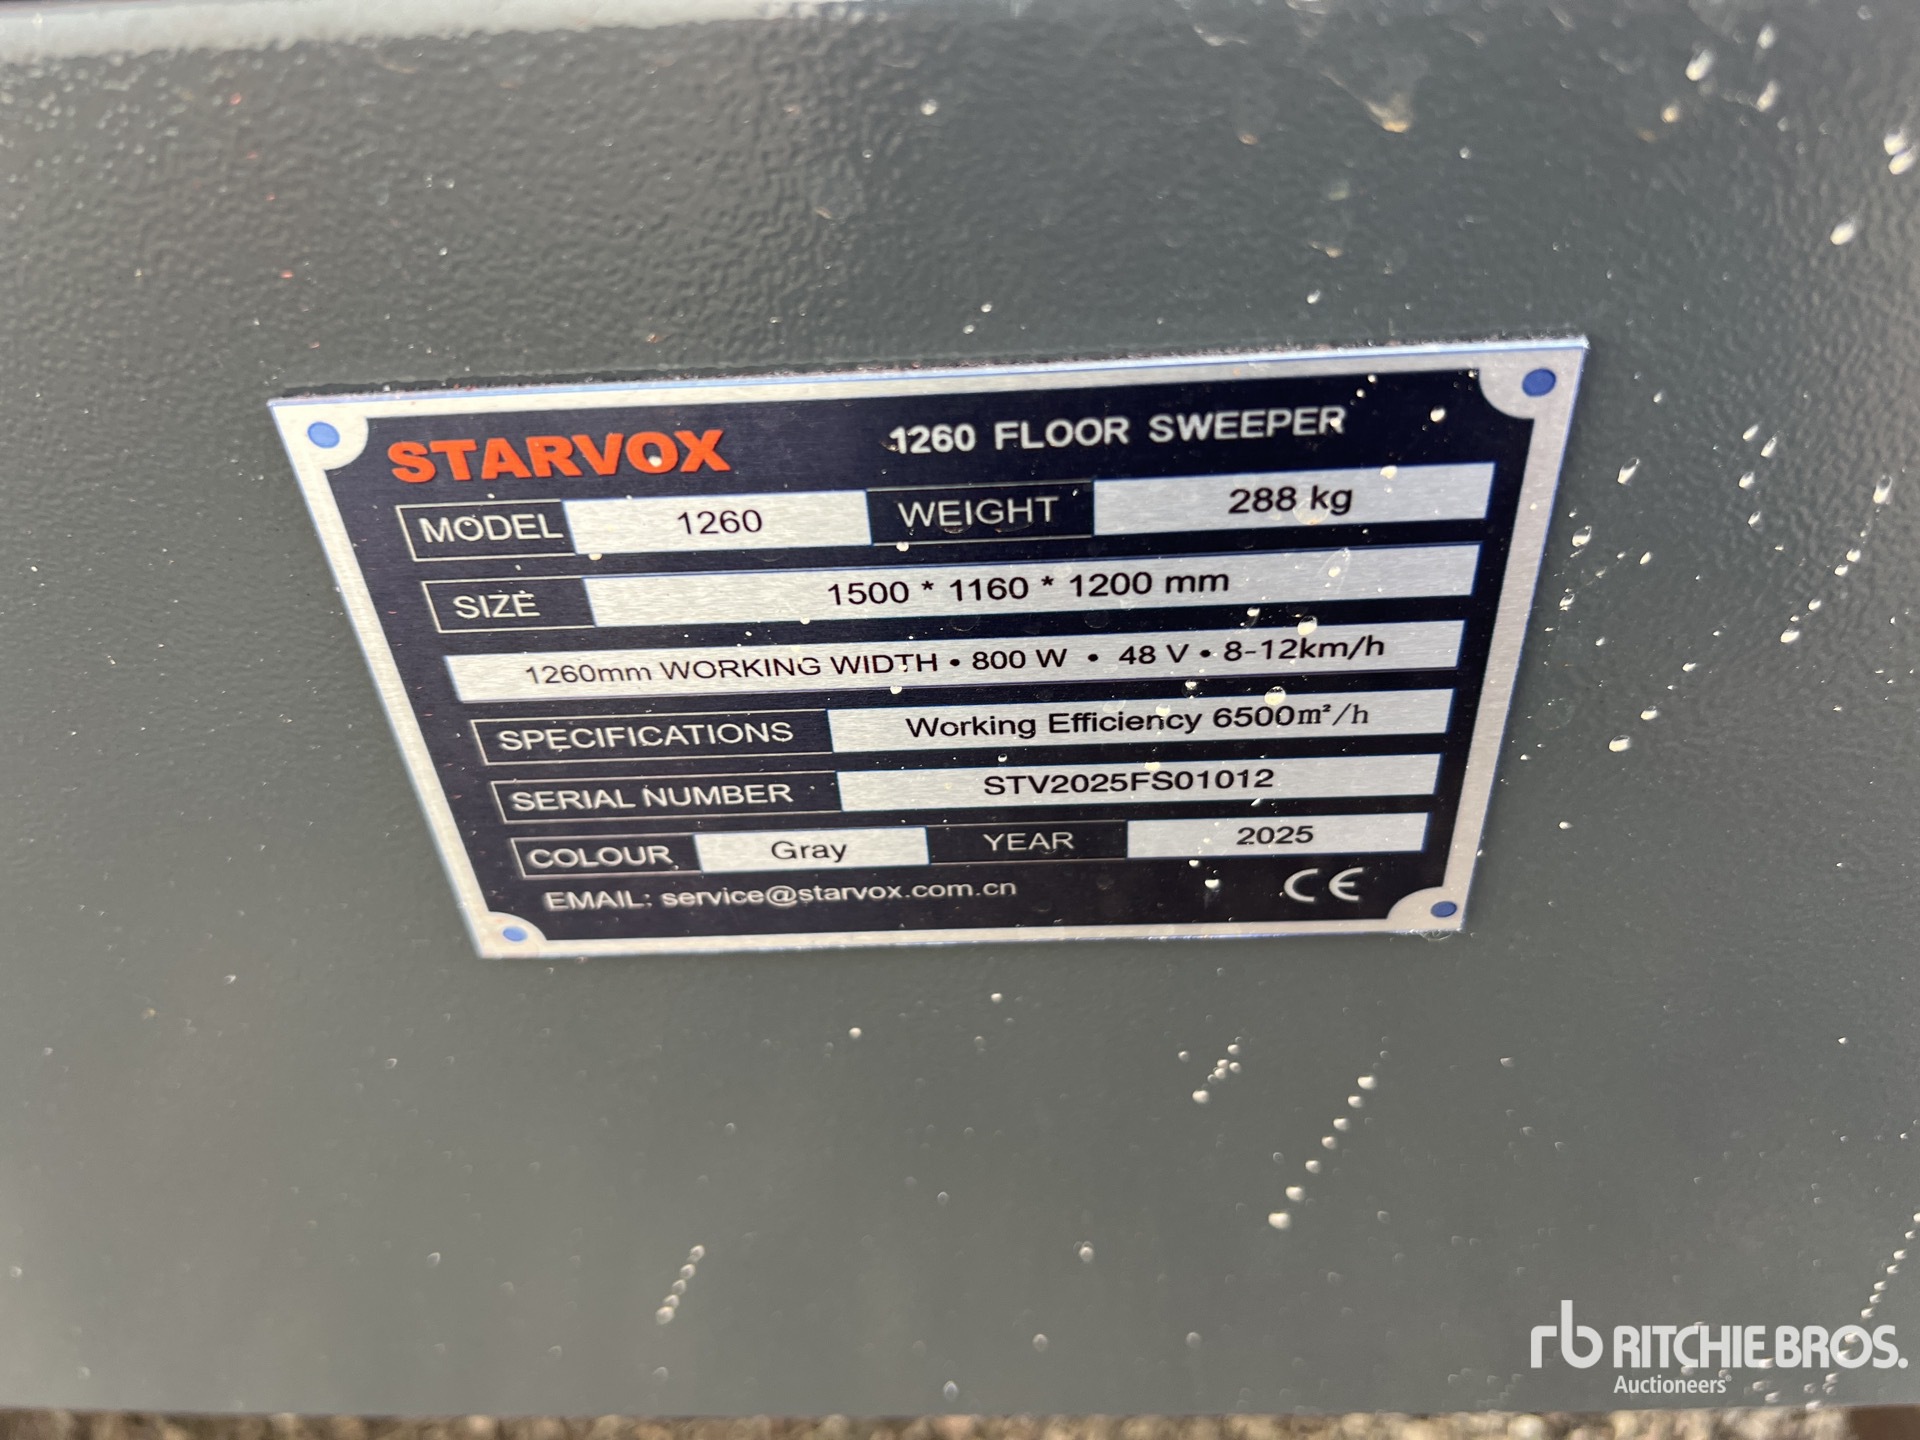 STARVOX 1260 FLOOR SWEEPER
MODEL 1260 WEIGHT 288 kg
SIZE 1500 * 1160 * 1200 mm
1260mm WORKING WIDTH • 800 W • 48 V • 8-12km/h
SPECIFICATIONS Working Efficiency 6500m²/h
SERIAL NUMBER STV2025FS01012
COLOUR Gray YEAR 2025
EMAIL: service@starvox.com.cn CE
rb RITCHIE BROS.
Auctioneers